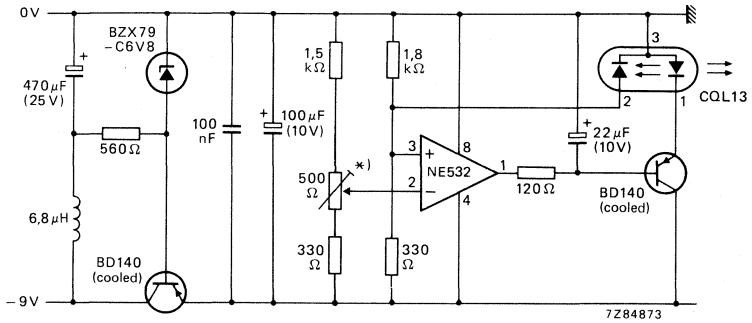 0V
BZX79
-C6V8
+
470µF
(25V)
560Ω
6,8µH
BD140
(cooled)
-9V
100
nF
+
100µF
(10V)
1,5
kΩ
500
Ω
*)
330
Ω
1,8
kΩ
3
+
2
−
NE532
8
4
1
330
Ω
120Ω
+
22µF
(10V)
BD140
(cooled)
3
2
1
CQL13
7Z84873